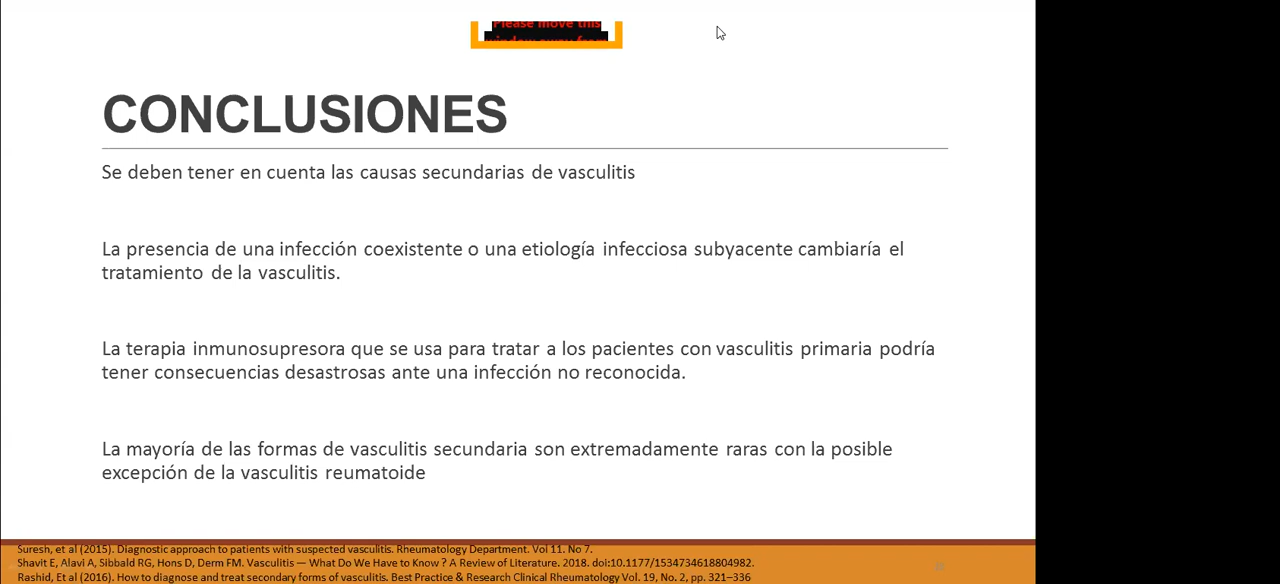 Please move this
CONCLUSIONES
Se deben tener en cuenta las causas secundarias de vasculitis
La presencia de una infección coexistente o una etiología infecciosa subyacente cambiaría el
tratamiento de la vasculitis.
La terapia inmunosupresora que se usa para tratar a los pacientes con vasculitis primaria podría
tener consecuencias desastrosas ante una infección no reconocida.
La mayoría de las formas de vasculitis secundaria son extremadamente raras con la posible
excepción de la vasculitis reumatoide
Suresh, et al (2015). Diagnostic approach to patients with suspected vasculitis. Rheumatology Department. Vol 11. No 7.
Shavit E, Alavi A, Sibbald RG, Hons D, Derm FM. Vasculitis — What Do We Have to Know ? A Review of Literature. 2018. doi:10.1177/1534734618804982.
Rashid, Et al (2016). How to diagnose and treat secondary forms of vasculitis. Best Practice & Research Clinical Rheumatology Vol. 19, No. 2, pp. 321–336